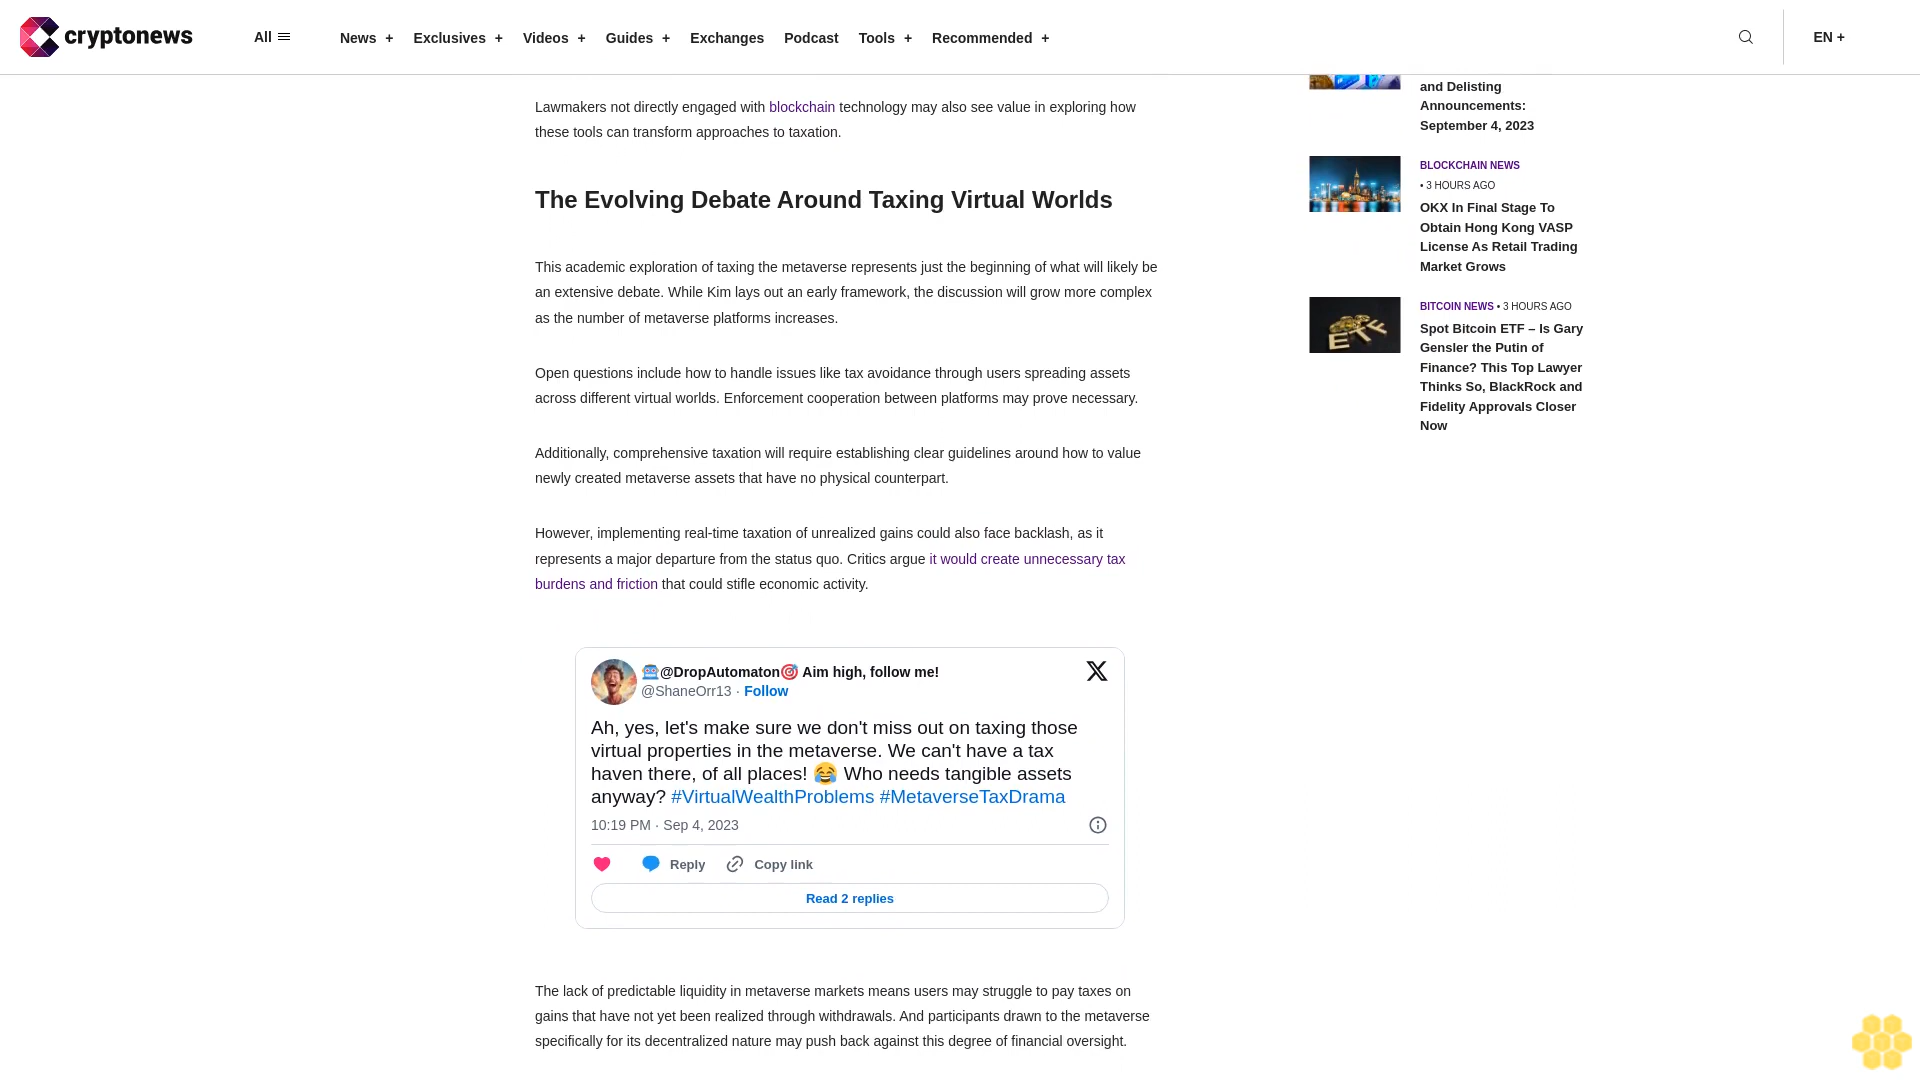 cryptonews
All
News +
Exclusives +
Videos +
Guides +
Exchanges
Podcast
Tools +
Recommended +
EN +
Lawmakers not directly engaged with blockchain technology may also see value in exploring how
these tools can transform approaches to taxation.
The Evolving Debate Around Taxing Virtual Worlds
This academic exploration of taxing the metaverse represents just the beginning of what will likely be
an extensive debate. While Kim lays out an early framework, the discussion will grow more complex
as the number of metaverse platforms increases.
Open questions include how to handle issues like tax avoidance through users spreading assets
across different virtual worlds. Enforcement cooperation between platforms may prove necessary.
Additionally, comprehensive taxation will require establishing clear guidelines around how to value
newly created metaverse assets that have no physical counterpart.
However, implementing real-time taxation of unrealized gains could also face backlash, as it
represents a major departure from the status quo. Critics argue it would create unnecessary tax
burdens and friction that could stifle economic activity.
🤖@DropAutomaton🎯 Aim high, follow me!
@ShaneOrr13 · Follow
Ah, yes, let's make sure we don't miss out on taxing those
virtual properties in the metaverse. We can't have a tax
haven there, of all places! 😂 Who needs tangible assets
anyway? #VirtualWealthProblems #MetaverseTaxDrama
10:19 PM · Sep 4, 2023
Reply
Copy link
Read 2 replies
The lack of predictable liquidity in metaverse markets means users may struggle to pay taxes on
gains that have not yet been realized through withdrawals. And participants drawn to the metaverse
specifically for its decentralized nature may push back against this degree of financial oversight.
and Delisting
Announcements:
September 4, 2023
BLOCKCHAIN NEWS
• 3 HOURS AGO
OKX In Final Stage To
Obtain Hong Kong VASP
License As Retail Trading
Market Grows
ETF
BITCOIN NEWS • 3 HOURS AGO
Spot Bitcoin ETF – Is Gary
Gensler the Putin of
Finance? This Top Lawyer
Thinks So, BlackRock and
Fidelity Approvals Closer
Now